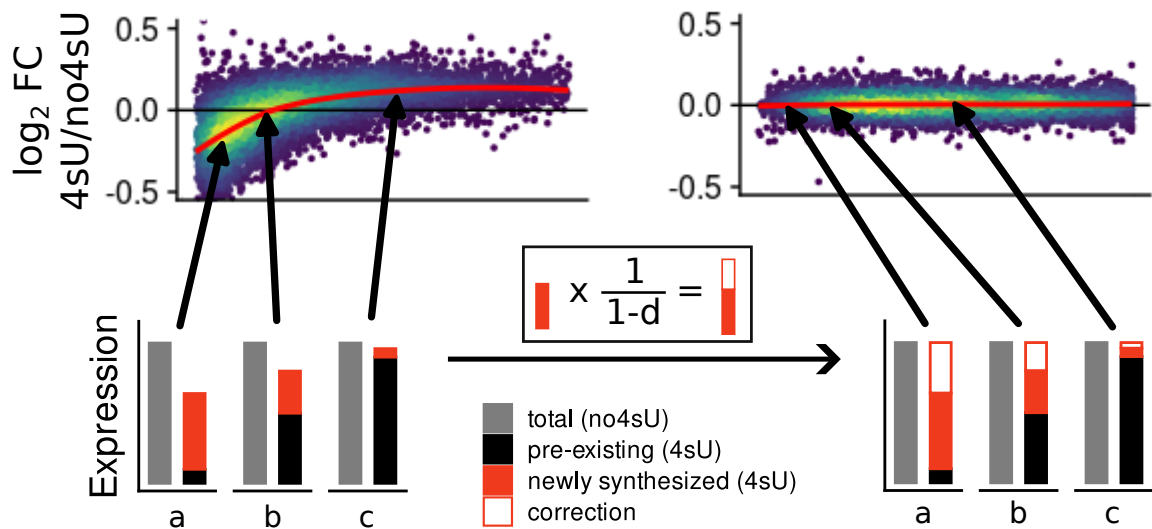 log₂ FC
4sU/no4sU
0.5
0.0
-0.5
0.5
0.0
-0.5
x 1/1-d =
Expression
a
b
c
total (no4sU)
pre-existing (4sU)
newly synthesized (4sU)
correction
a
b
c